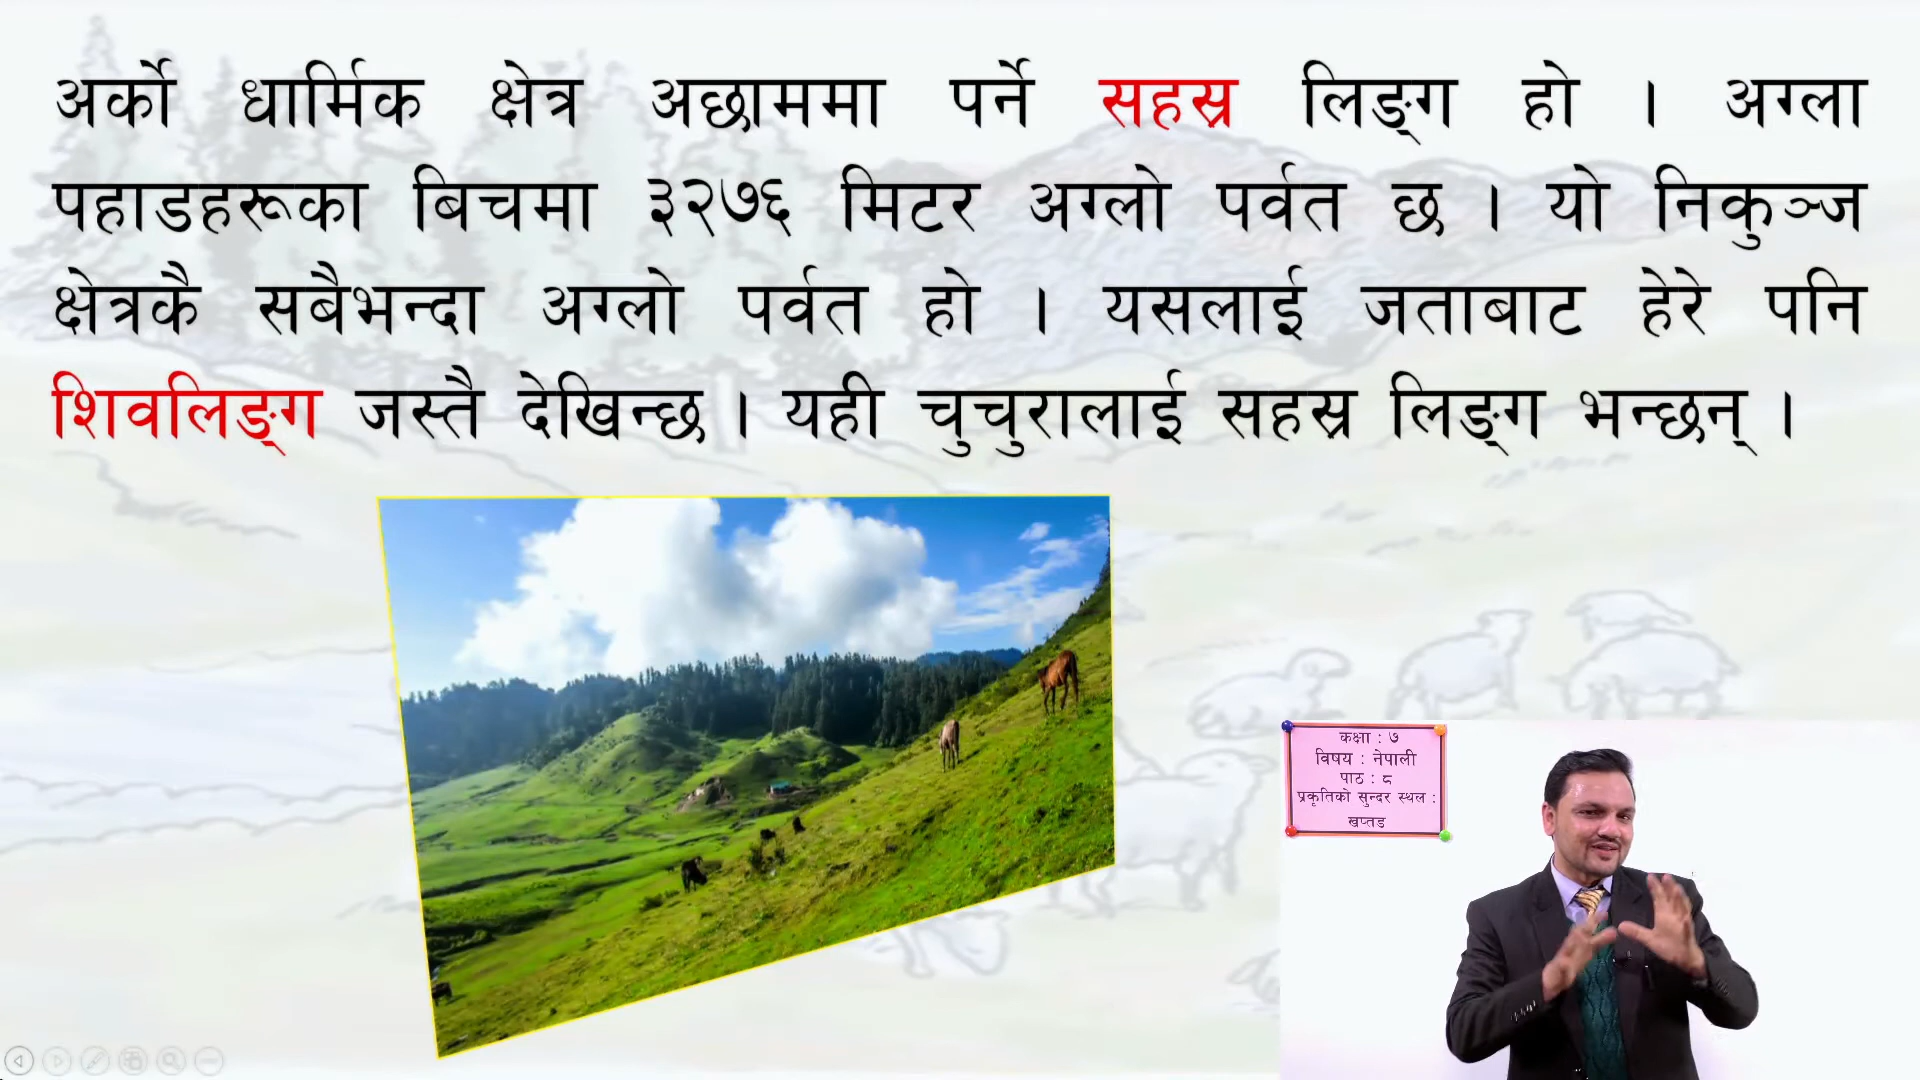 अर्को धार्मिक क्षेत्र अछाममा पर्ने सहस्र लिङ्ग हो । अग्ला
पहाडहरूका बिचमा ३२७६ मिटर अग्लो पर्वत छ । यो निकुञ्ज
क्षेत्रकै सबैभन्दा अग्लो पर्वत हो । यसलाई जताबाट हेरे पनि
शिवलिङ्ग जस्तै देखिन्छ । यही चुचुरालाई सहस्र लिङ्ग भन्छन् ।
कक्षा : ७
विषय : नेपाली
पाठ : ८
प्रकृतिको सुन्दर स्थल :
खप्तड